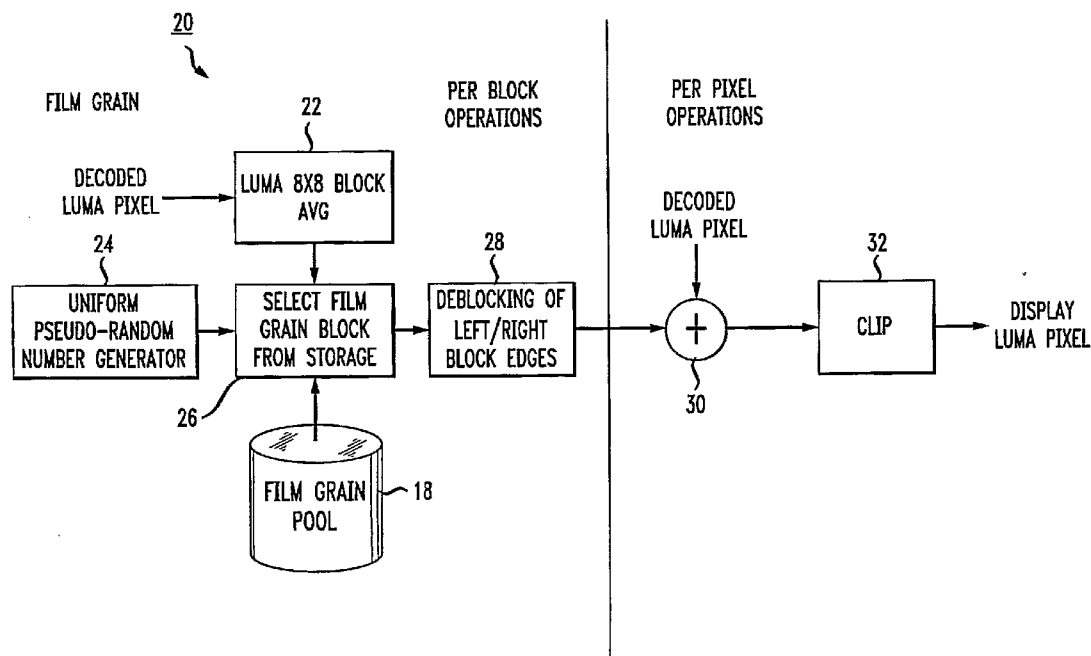 20
FILM GRAIN
PER BLOCK
OPERATIONS
PER PIXEL
OPERATIONS
22
DECODED
LUMA PIXEL
LUMA 8X8 BLOCK
AVG
DECODED
LUMA PIXEL
24
UNIFORM
PSEUDO-RANDOM
NUMBER GENERATOR
SELECT FILM
GRAIN BLOCK
FROM STORAGE
26
28
DEBLOCKING OF
LEFT/RIGHT
BLOCK EDGES
+
30
32
CLIP
DISPLAY
LUMA PIXEL
FILM GRAIN
POOL
18